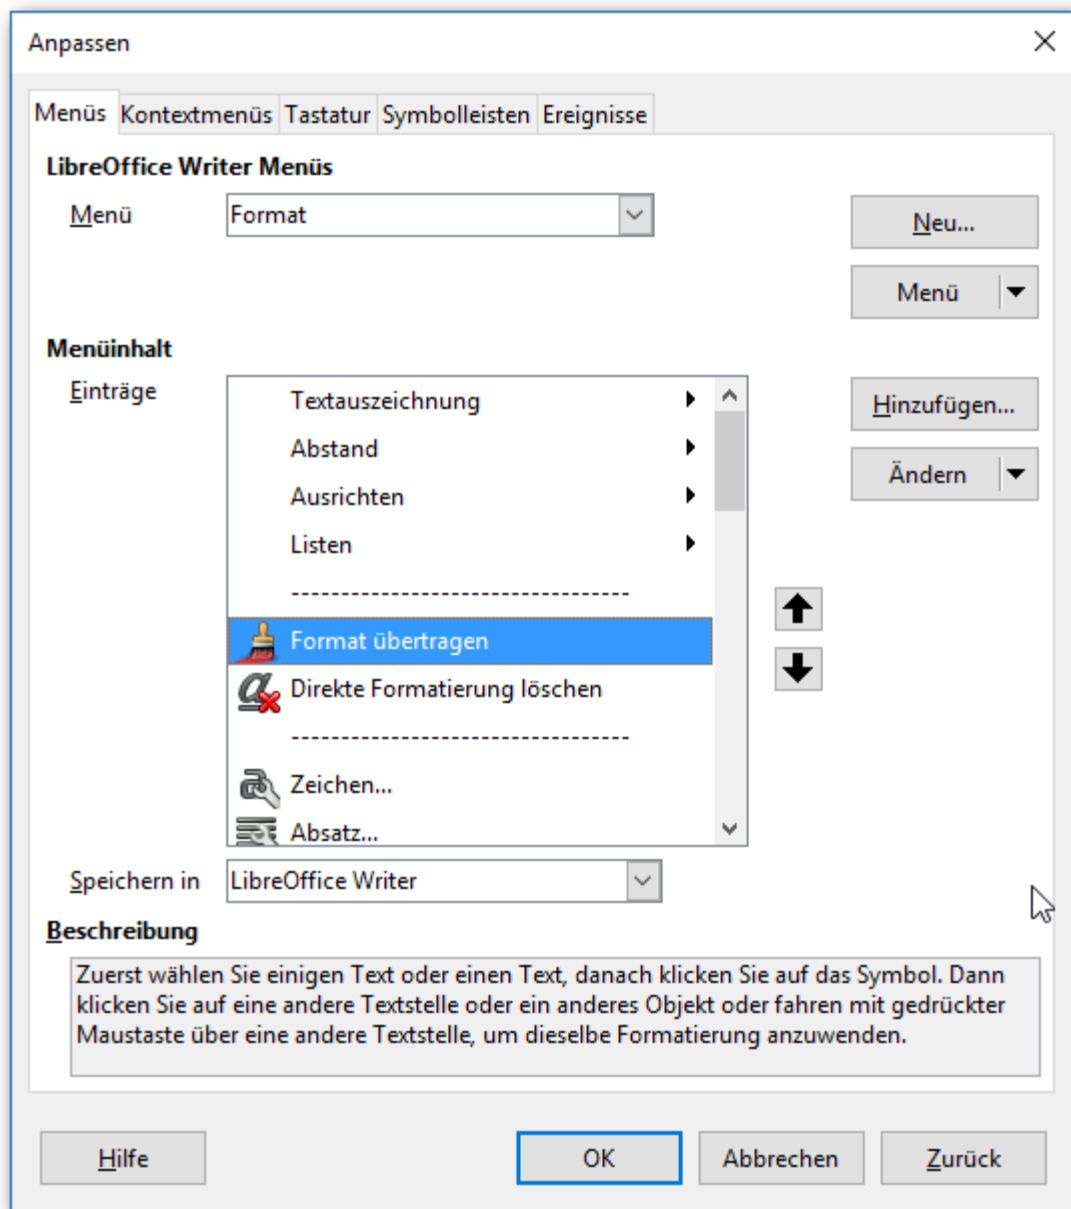 Anpassen
Menüs Kontextmenüs Tastatur Symbolleisten Ereignisse
LibreOffice Writer Menüs
Menü Format Neu...
Menü
Menüinhalt
Einträge Textauszeichnung Hinzufügen...
Abstand
Ändern
Ausrichten
Listen
---------------------------------
Format übertragen
Direkte Formatierung löschen
---------------------------------
Zeichen...
Absatz...
Speichern in LibreOffice Writer
Beschreibung
Zuerst wählen Sie einigen Text oder einen Text, danach klicken Sie auf das Symbol. Dann
klicken Sie auf eine andere Textstelle oder ein anderes Objekt oder fahren mit gedrückter
Maustaste über eine andere Textstelle, um dieselbe Formatierung anzuwenden.
Hilfe OK Abbrechen Zurück